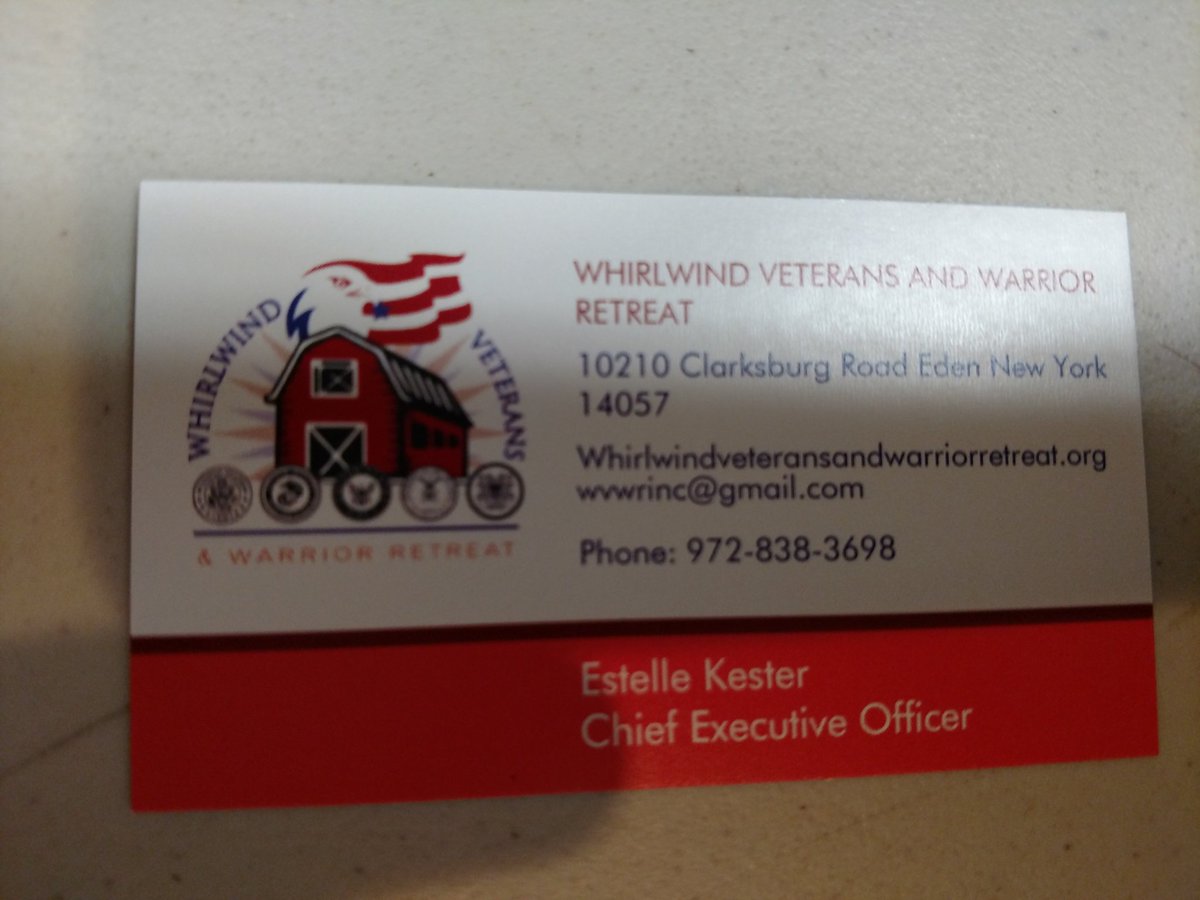 WHIRLWIND VETERANS
& WARRIOR RETREAT
WHIRLWIND VETERANS AND WARRIOR
RETREAT
10210 Clarksburg Road Eden New York
14057
Whirlwindveteransandwarriorretreat.org
wvwrinc@gmail.com
Phone: 972-838-3698
Estelle Kester
Chief Executive Officer